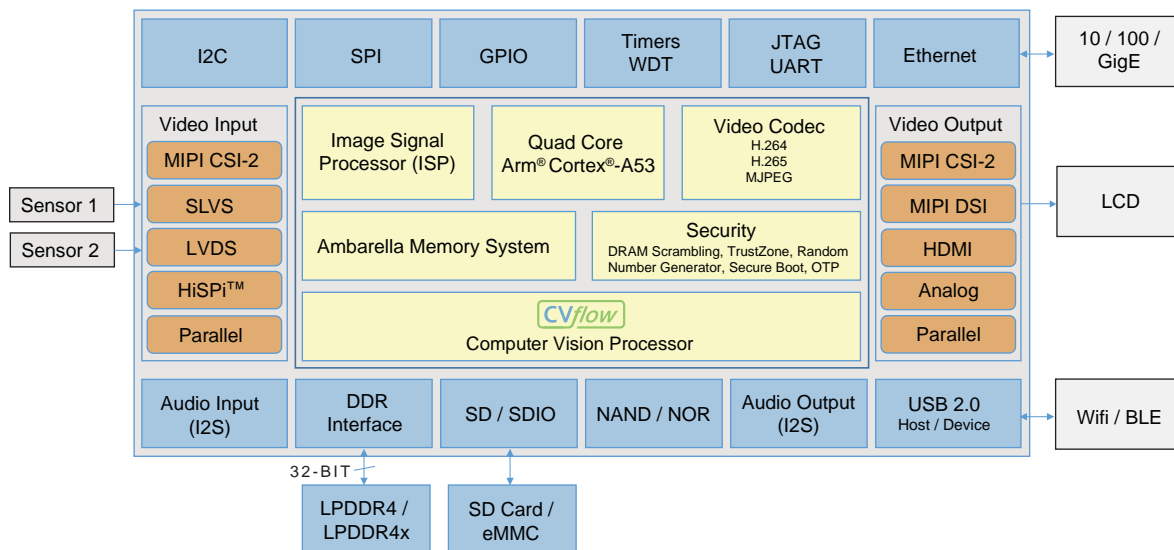 I2C
SPI
GPIO
Timers
WDT
JTAG
UART
Ethernet
10 / 100 /
GigE
Video Input
MIPI CSI-2
SLVS
LVDS
HiSPi™
Parallel
Sensor 1
Sensor 2
Image Signal
Processor (ISP)
Quad Core
Arm® Cortex®-A53
Video Codec
H.264
H.265
MJPEG
Ambarella Memory System
Security
DRAM Scrambling, TrustZone, Random
Number Generator, Secure Boot, OTP
CVflow
Computer Vision Processor
Video Output
MIPI CSI-2
MIPI DSI
HDMI
Analog
Parallel
LCD
Audio Input
(I2S)
DDR
Interface
SD / SDIO
NAND / NOR
Audio Output
(I2S)
USB 2.0
Host / Device
Wifi / BLE
32-BIT
LPDDR4 /
LPDDR4x
SD Card /
eMMC